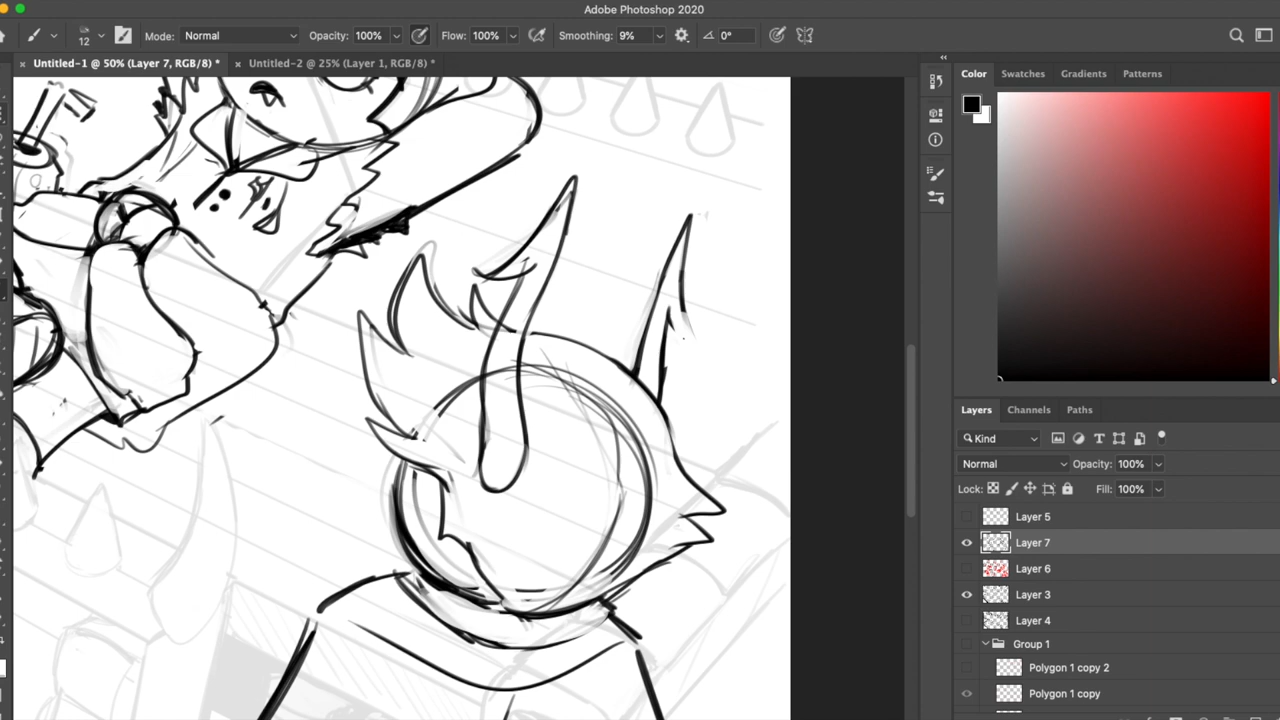 Adobe Photoshop 2020
12 Mode: Normal Opacity: 100% Flow: 100% Smoothing: 9% 0°
× Untitled-1 @ 50% (Layer 7, RGB/8) * × Untitled-2 @ 25% (Layer 1, RGB/8) *
Color Swatches Gradients Patterns
Layers Channels Paths
Kind
Normal Opacity: 100%
Lock: Fill: 100%
Layer 5
Layer 7
Layer 6
Layer 3
Layer 4
Group 1
Polygon 1 copy 2
Polygon 1 copy